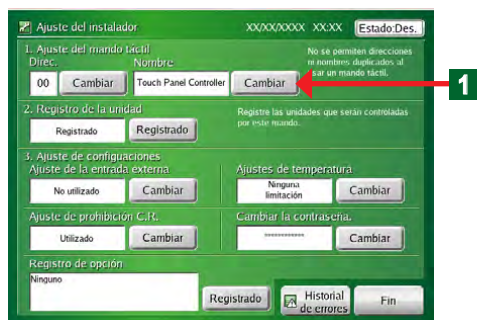 Ajuste del instalador XX/XX/XXXX XX:XX Estado:Des.
1. Ajuste del mando táctil
Direc. Nombre
No se permiten direcciones
ni nombres duplicados al
usar un mando táctil.
00 Cambiar Touch Panel Controller Cambiar
1
2. Registro de la unidad
Registre las unidades que serán controladas
por este mando.
Registrado Registrado
3. Ajuste de configuaciones
Ajuste de la entrada externa
No utilizado Cambiar
Ajustes de temperatura
Ninguna
limitación
Cambiar
Ajuste de prohibición C.R.
Utilizado Cambiar
Cambiar la contraseña.
************ Cambiar
Registro de opción
Ninguno
Registrado
Historial
de errores
Fin